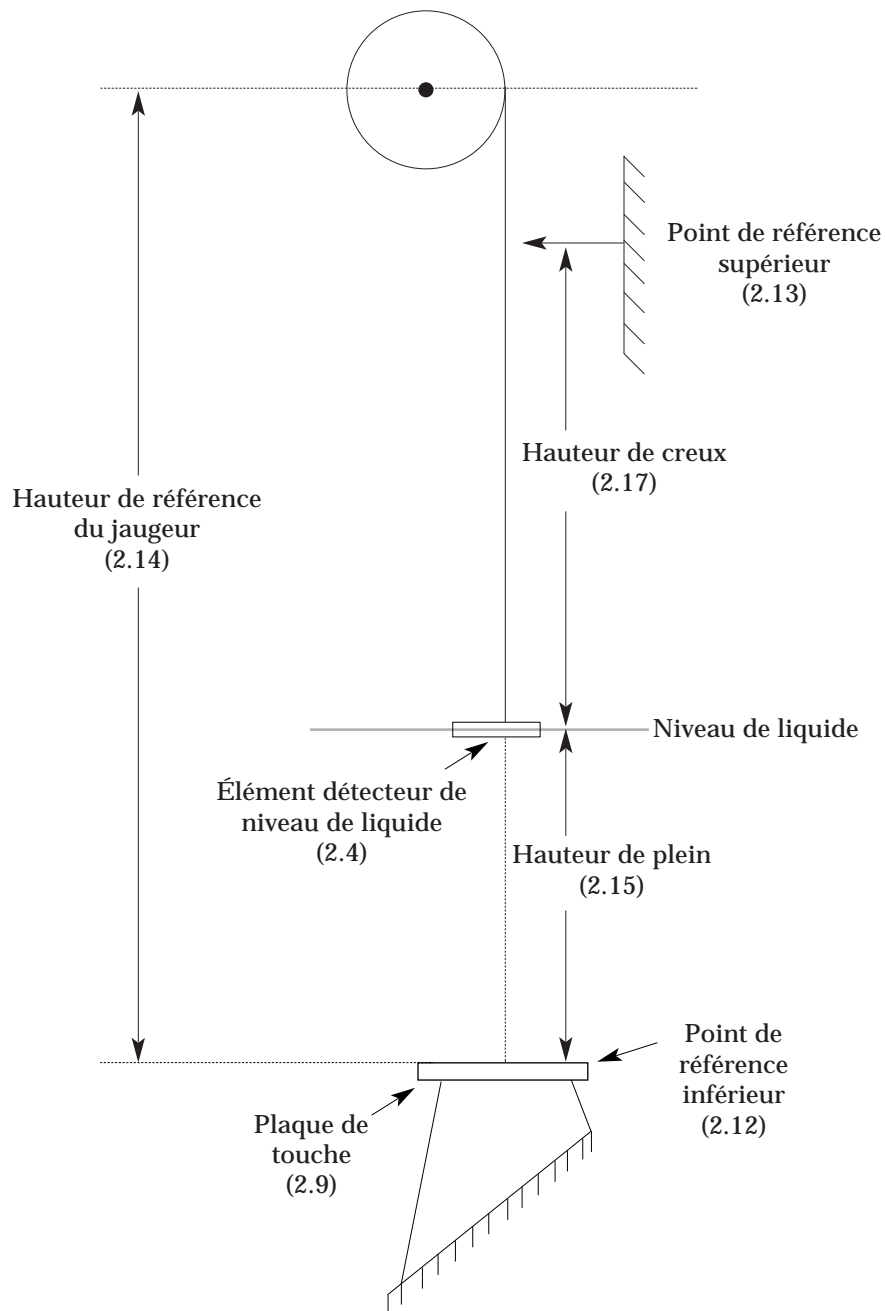 Point de référence
supérieur
(2.13)
Hauteur de creux
(2.17)
Hauteur de référence
du jaugeur
(2.14)
Niveau de liquide
Élément détecteur de
niveau de liquide
(2.4)
Hauteur de plein
(2.15)
Point de
référence
inférieur
(2.12)
Plaque de
touche
(2.9)